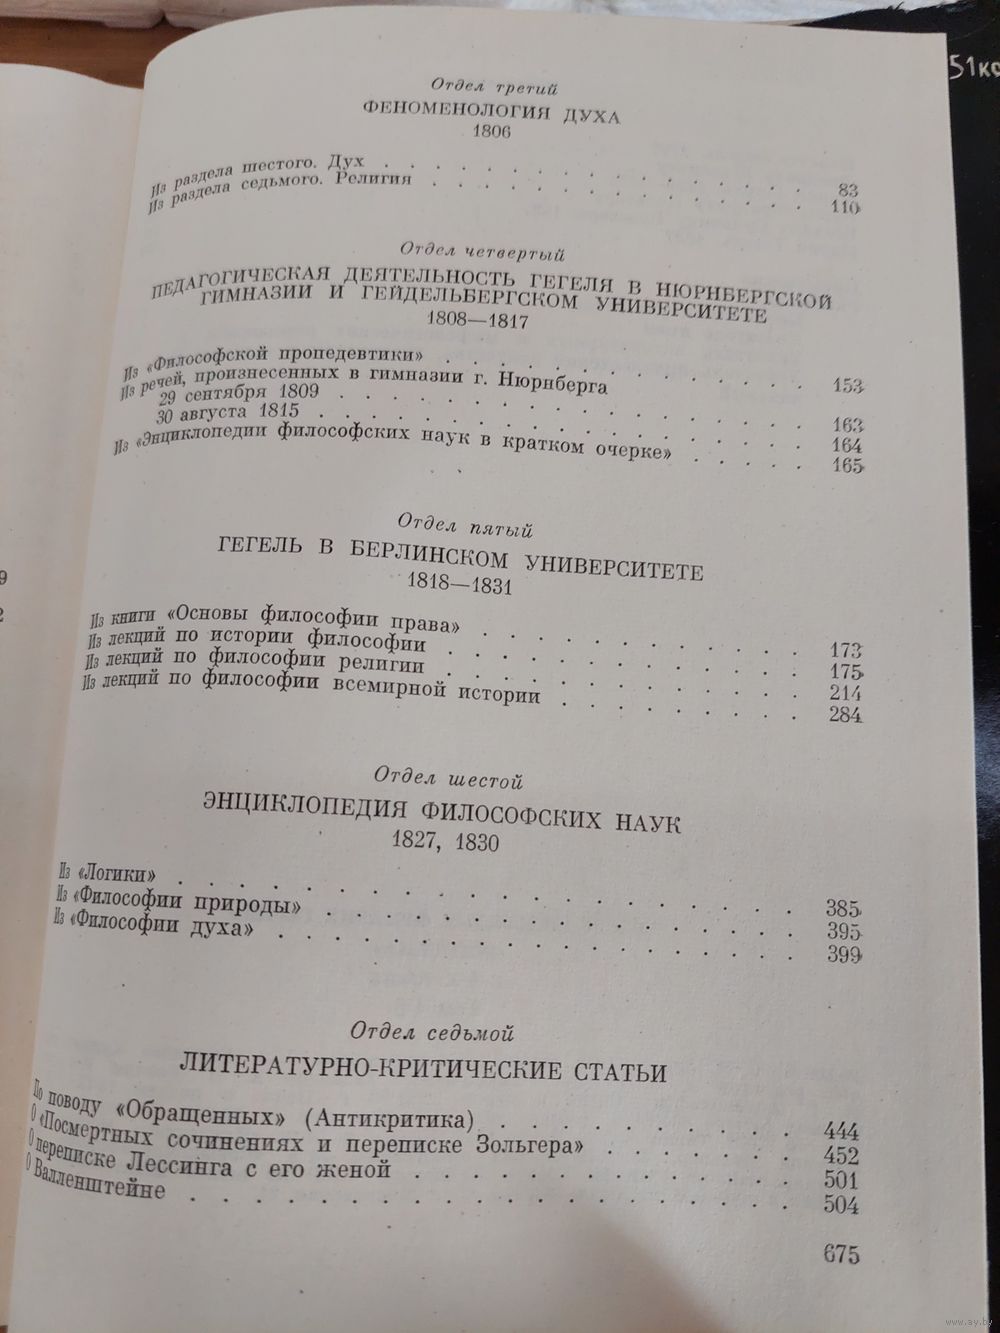 51
Отдел третий
ФЕНОМЕНОЛОГИЯ ДУХА
1806
Из раздела шестого. Дух . . . . . . . . . . . . . 83
Из раздела седьмого. Религия . . . . . . . . . . . 110
Отдел четвертый
ПЕДАГОГИЧЕСКАЯ ДЕЯТЕЛЬНОСТЬ ГЕГЕЛЯ В НЮРНБЕРГСКОЙ
ГИМНАЗИИ И ГЕЙДЕЛЬБЕРГСКОМ УНИВЕРСИТЕТЕ
1808—1817
Из «Философской пропедевтики» . . . . . . . . . . 153
Из речей, произнесенных в гимназии г. Нюрнберга
29 сентября 1809 . . . . . . . . . . . . . 163
30 августа 1815 . . . . . . . . . . . . . 164
Из «Энциклопедии философских наук в кратком очерке» . . . . 165
Отдел пятый
ГЕГЕЛЬ В БЕРЛИНСКОМ УНИВЕРСИТЕТЕ
1818—1831
Из книги «Основы философии права» . . . . . . . . . 173
Из лекций по истории философии . . . . . . . . . . 175
Из лекций по философии религии . . . . . . . . . . 214
Из лекций по философии всемирной истории . . . . . . . 284
Отдел шестой
ЭНЦИКЛОПЕДИЯ ФИЛОСОФСКИХ НАУК
1827, 1830
Из «Логики» . . . . . . . . . . . . . . . 385
Из «Философии природы» . . . . . . . . . . . . 395
Из «Философии духа» . . . . . . . . . . . . . 399
Отдел седьмой
ЛИТЕРАТУРНО-КРИТИЧЕСКИЕ СТАТЬИ
По поводу «Обращенных» (Антикритика) . . . . . . . . 444
О «Посмертных сочинениях и переписке Зольгера» . . . . . 452
О переписке Лессинга с его женой . . . . . . . . . . 501
О Валленштейне . . . . . . . . . . . . . . 504
675
9
2
www.ay.by